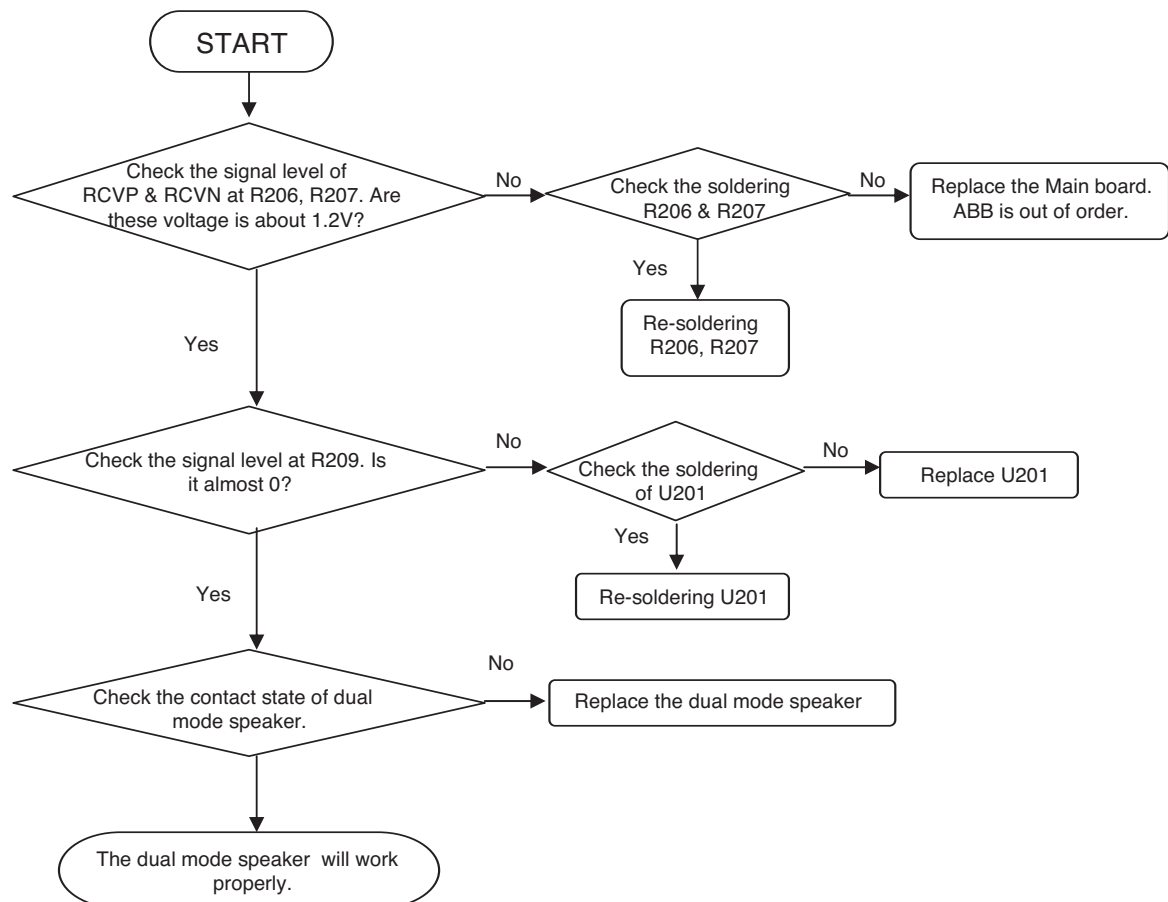 START
Check the signal level of
RCVP & RCVN at R206, R207. Are
these voltage is about 1.2V?
No
Check the soldering
R206 & R207
No
Replace the Main board.
ABB is out of order.
Yes
Re-soldering
R206, R207
Yes
Check the signal level at R209. Is
it almost 0?
No
Check the soldering
of U201
No
Replace U201
Yes
Re-soldering U201
Yes
Check the contact state of dual
mode speaker.
No
Replace the dual mode speaker
The dual mode speaker will work
properly.